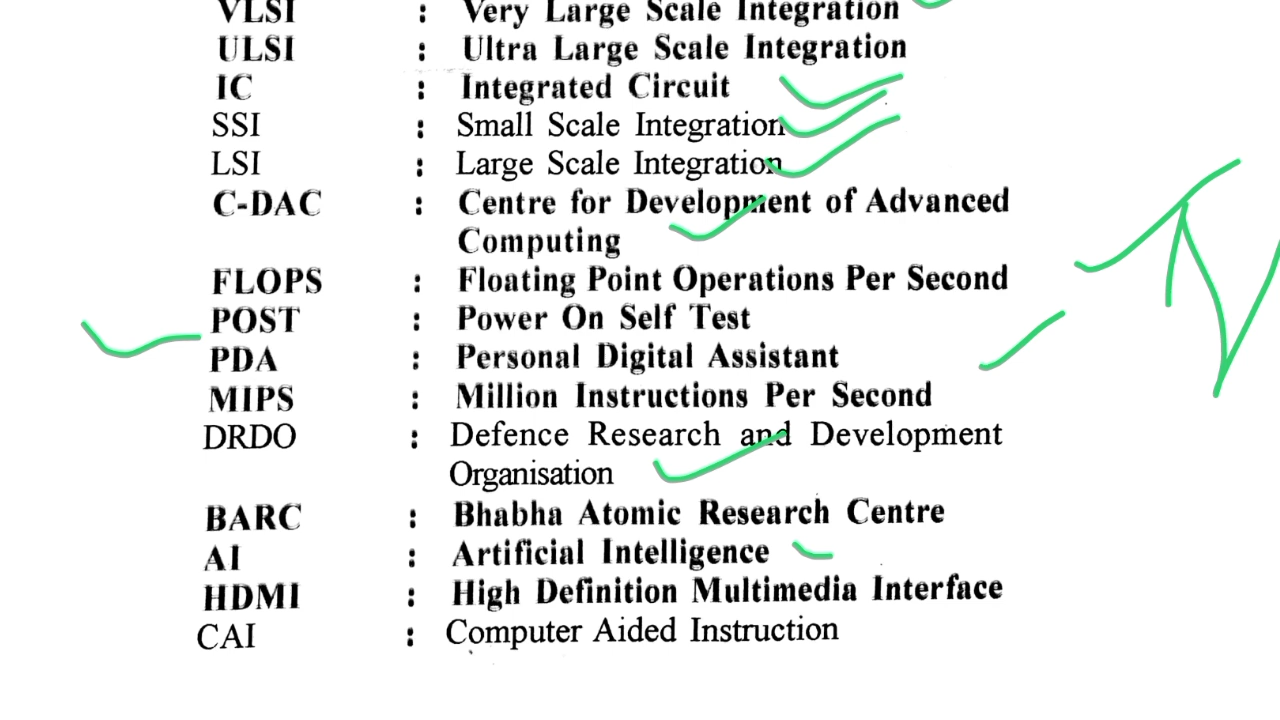 VLSI : Very Large Scale Integration
ULSI : Ultra Large Scale Integration
IC : Integrated Circuit
SSI : Small Scale Integration
LSI : Large Scale Integration
C-DAC : Centre for Development of Advanced
Computing
FLOPS : Floating Point Operations Per Second
POST : Power On Self Test
PDA : Personal Digital Assistant
MIPS : Million Instructions Per Second
DRDO : Defence Research and Development
Organisation
BARC : Bhabha Atomic Research Centre
AI : Artificial Intelligence
HDMI : High Definition Multimedia Interface
CAI : Computer Aided Instruction